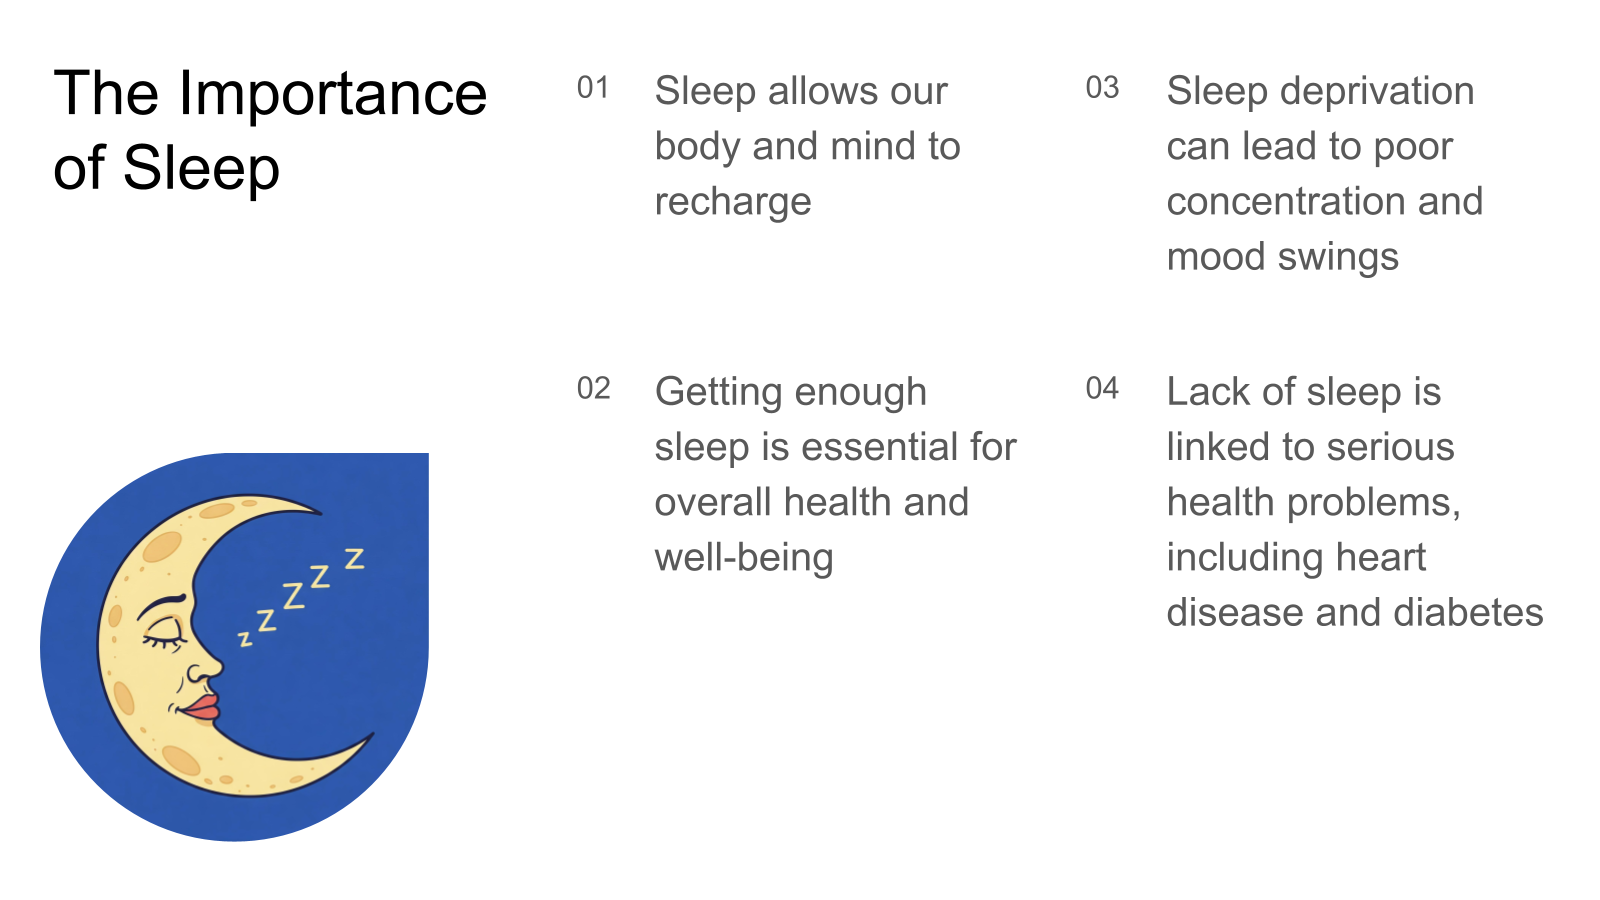 The Importance
of Sleep
01
Sleep allows our
body and mind to
recharge
02
Getting enough
sleep is essential for
overall health and
well-being
03
Sleep deprivation
can lead to poor
concentration and
mood swings
04
Lack of sleep is
linked to serious
health problems,
including heart
disease and diabetes
z z z z z